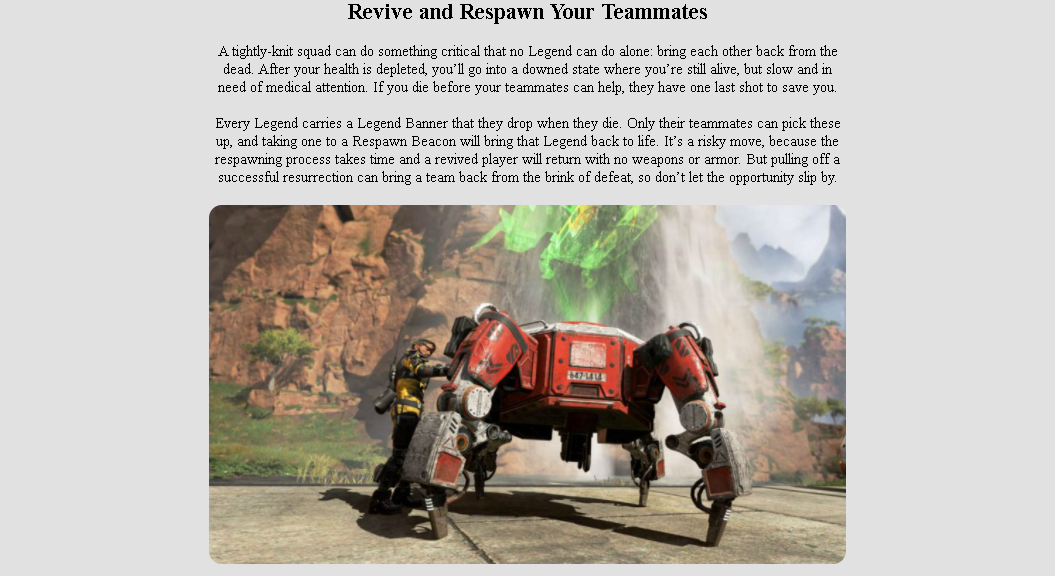 Revive and Respawn Your Teammates
A tightly-knit squad can do something critical that no Legend can do alone: bring each other back from the
dead. After your health is depleted, you’ll go into a downed state where you’re still alive, but slow and in
need of medical attention. If you die before your teammates can help, they have one last shot to save you.
Every Legend carries a Legend Banner that they drop when they die. Only their teammates can pick these
up, and taking one to a Respawn Beacon will bring that Legend back to life. It’s a risky move, because the
respawning process takes time and a revived player will return with no weapons or armor. But pulling off a
successful resurrection can bring a team back from the brink of defeat, so don’t let the opportunity slip by.